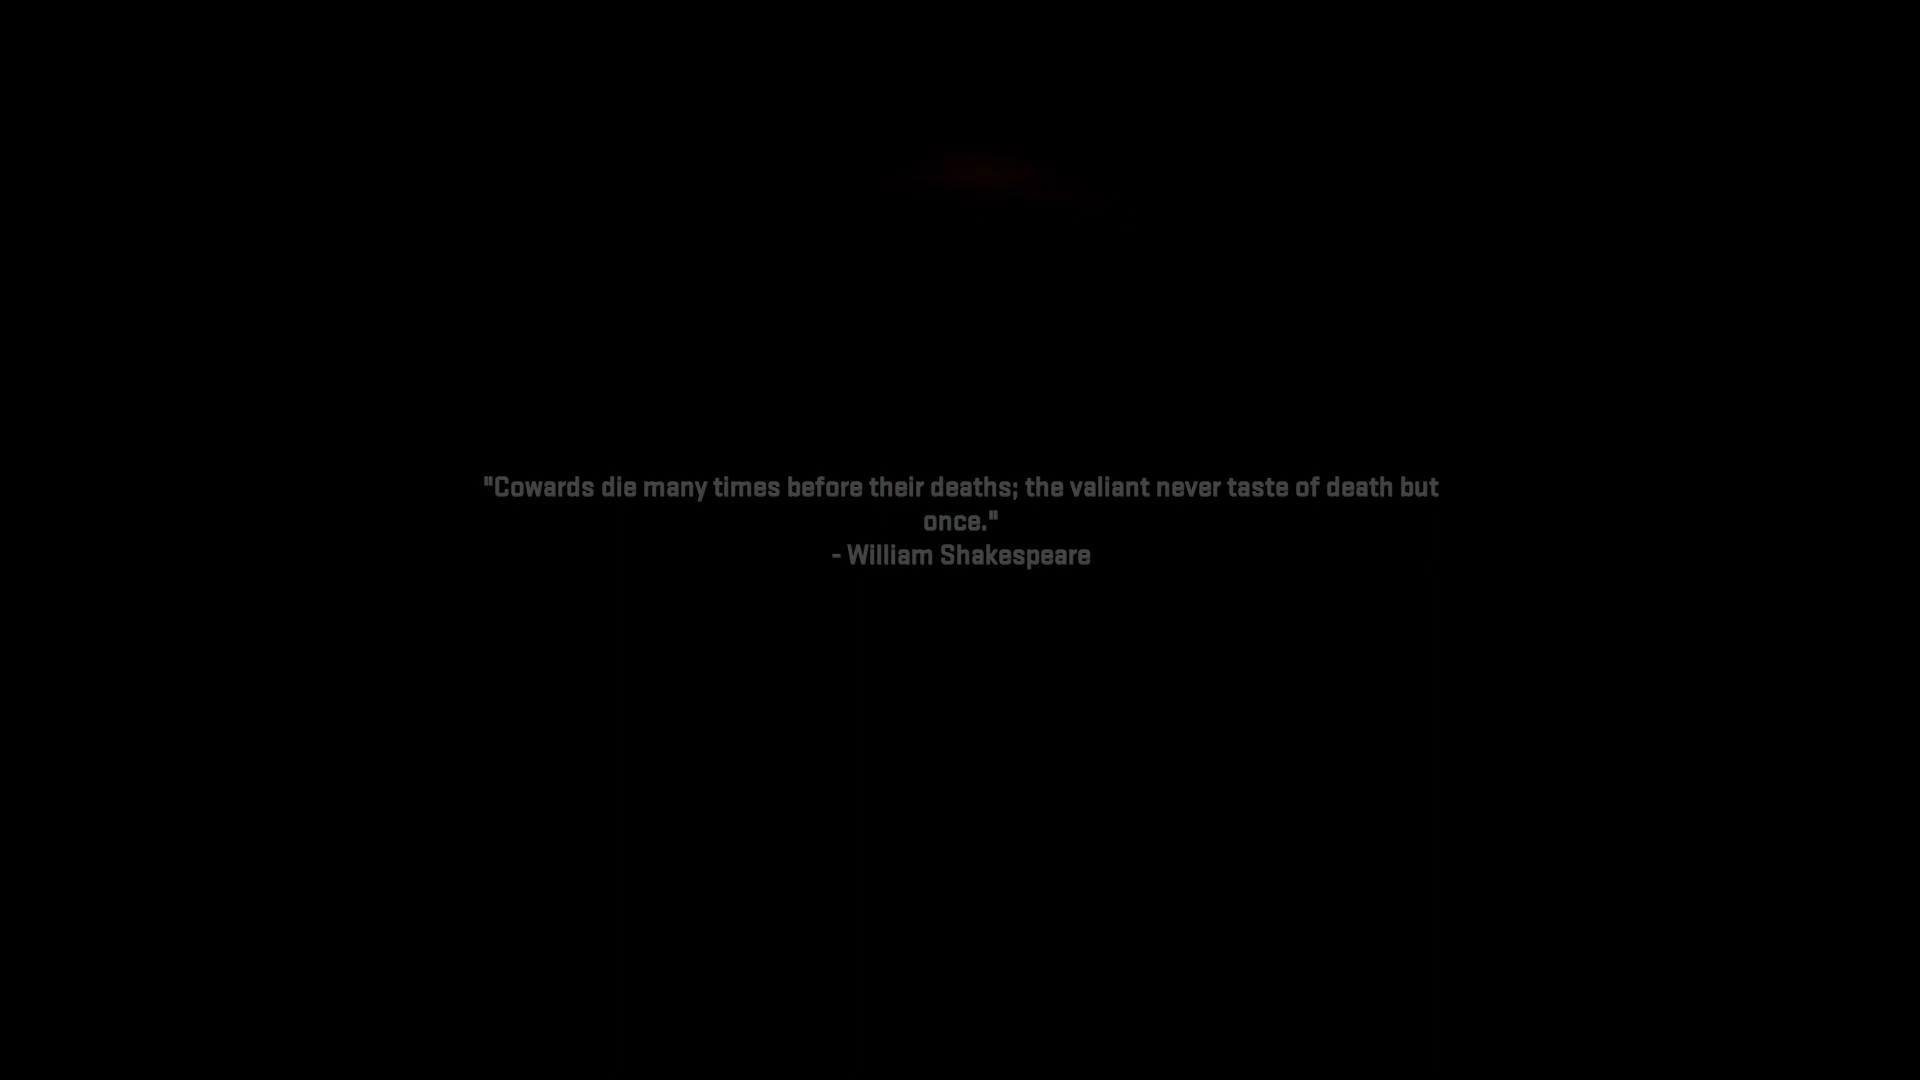 "Cowards die many times before their deaths; the valiant never taste of death but
once."
- William Shakespeare